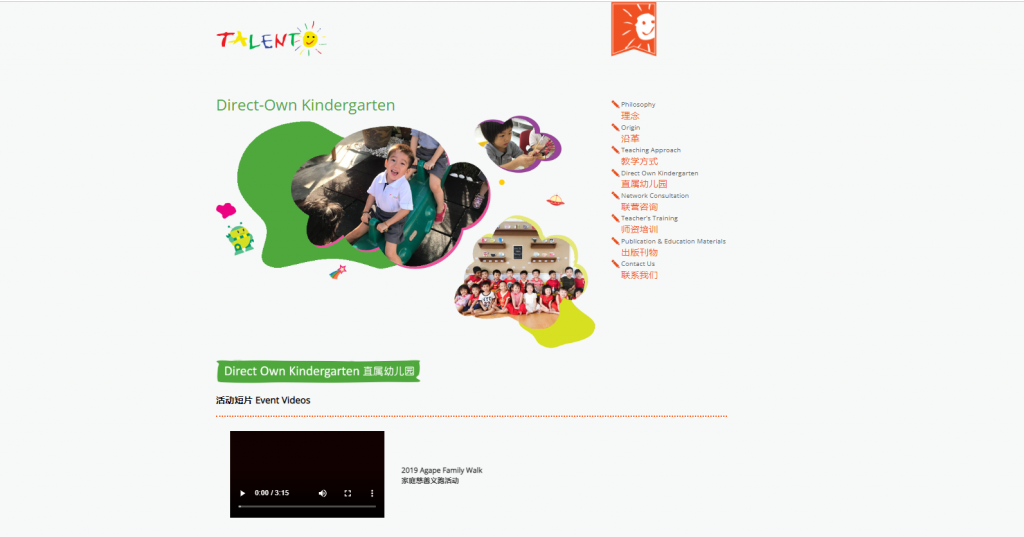 TALENTO
Direct-Own Kindergarten
Philosophy
理念
Origin
沿革
Teaching Approach
教学方式
Direct Own Kindergarten
直属幼儿园
Network Consultation
联营咨询
Teacher's Training
师资培训
Publication & Education Materials
出版刊物
Contact Us
联系我们
Direct Own Kindergarten 直属幼儿园
活动短片 Event Videos
0:00 / 3:15
2019 Agape Family Walk
家庭慈善义跑活动